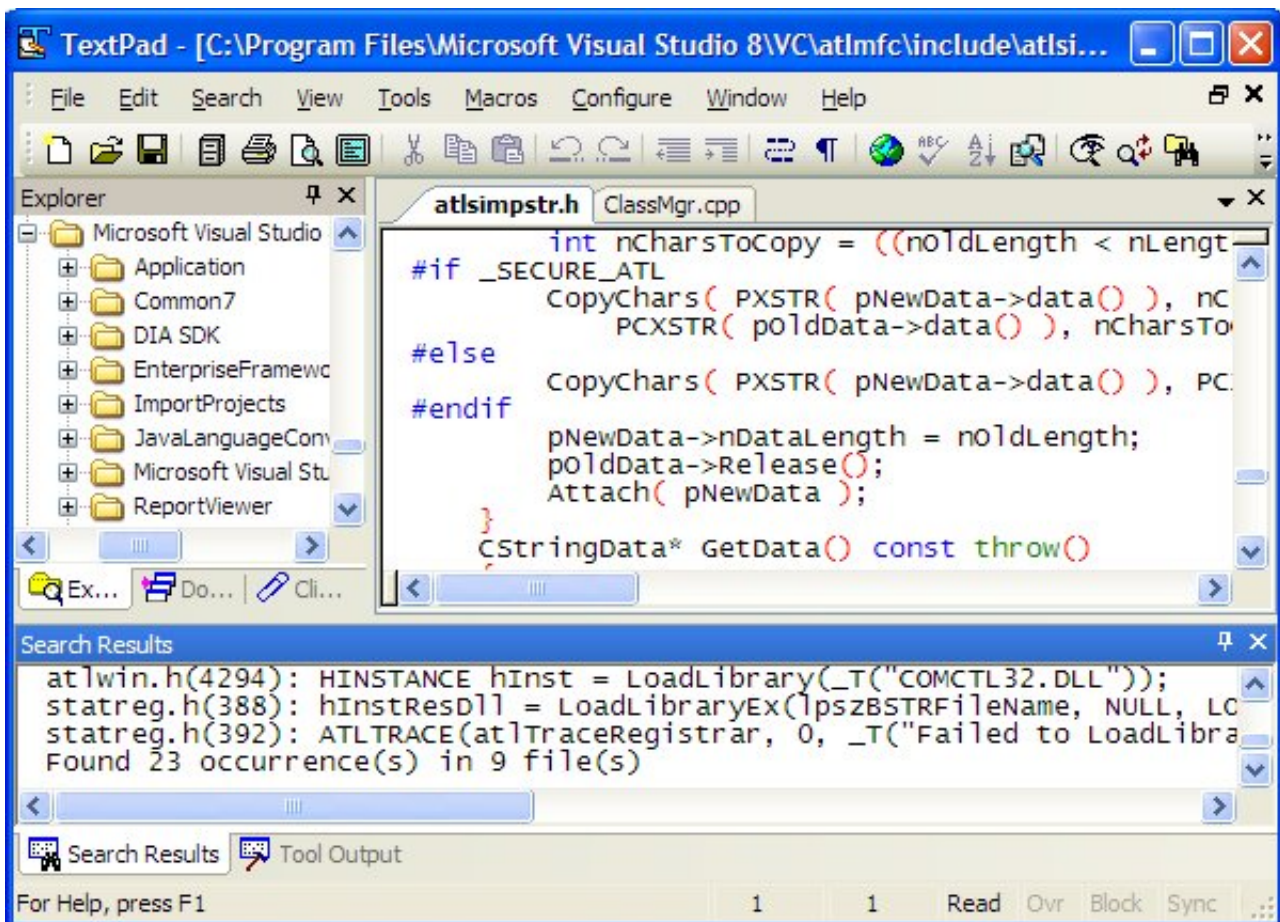 TextPad - [C:\Program Files\Microsoft Visual Studio 8\VC\atlmfc\include\atlsi...
File Edit Search View Tools Macros Configure Window Help
Explorer
Microsoft Visual Studio
Application
Common7
DIA SDK
EnterpriseFramewc
ImportProjects
JavaLanguageConv
Microsoft Visual Stu
ReportViewer
Ex... Do... Cli...
atlsimpstr.h ClassMgr.cpp
int nCharsToCopy = ((nOldLength < nLengt
#if _SECURE_ATL
CopyChars( PXSTR( pNewData->data() ), nC
PCXSTR( pOldData->data() ), nCharsTo
#else
CopyChars( PXSTR( pNewData->data() ), PC
#endif
pNewData->nDataLength = nOldLength;
pOldData->Release();
Attach( pNewData );
}
CStringData* GetData() const throw()
Search Results
atlwin.h(4294): HINSTANCE hInst = LoadLibrary(_T("COMCTL32.DLL"));
statreg.h(388): hInstResDll = LoadLibraryEx(lpszBSTRFileName, NULL, LO
statreg.h(392): ATLTRACE(atlTraceRegistrar, 0, _T("Failed to LoadLibra
Found 23 occurrence(s) in 9 file(s)
Search Results Tool Output
For Help, press F1 1 1 Read Ovr Block Sync